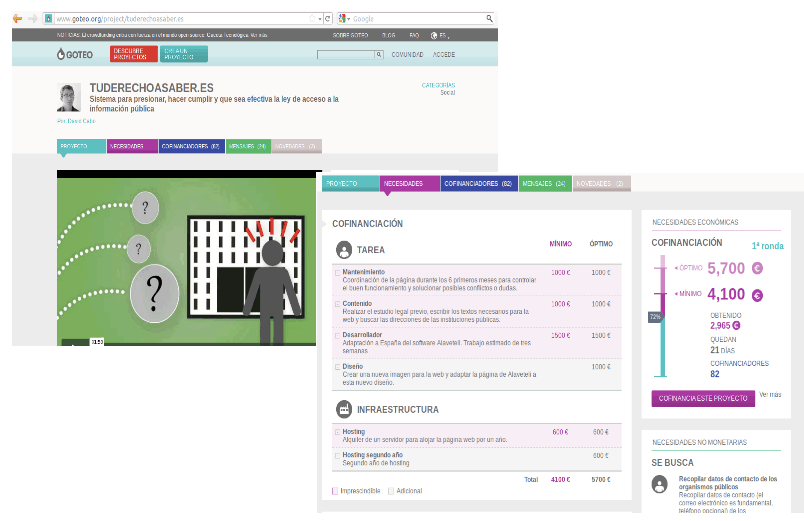 www.goteo.org/project/tuderechoasaber.es
Google
NOTICIAS: El crowdfunding entra con fuerza en el mundo open source. Gaceta Tecnológica. Ver más
SOBRE GOTEO BLOG FAQ ES
GOTEO
DESCUBRE PROYECTOS
CREA UN PROYECTO
COMUNIDAD ACCEDE
TUDERECHOASABER.ES
Sistema para presionar, hacer cumplir y que sea efectiva la ley de acceso a la
información pública
Por: David Cabo
CATEGORÍAS
Social
PROYECTO NECESIDADES COFINANCIADORES (82) MENSAJES (24) NOVEDADES (2)
?
?
?
01:53
PROYECTO NECESIDADES COFINANCIADORES (82) MENSAJES (24) NOVEDADES (2)
COFINANCIACIÓN
TAREA MÍNIMO ÓPTIMO
Mantenimiento 1000 € 1000 €
Coordinación de la página durante los 6 primeros meses para controlar
el buen funcionamiento y solucionar posibles conflictos o dudas.
Contenido 1000 € 1000 €
Realizar el estudio legal previo, escribir los textos necesarios para la
web y buscar las direcciones de las instituciones públicas.
Desarrollador 1500 € 1500 €
Adaptación a España del software Alaveteli. Trabajo estimado de tres
semanas
Diseño 1000 €
Crear una nueva imagen para la web y adaptar la página de Alaveteli a
esta nuevo diseño.
INFRAESTRUCTURA
Hosting 600 € 600 €
Alquiler de un servidor para alojar la página web por un año.
Hosting segundo año 600 €
Segundo año de hosting
Total 4100 € 5700 €
Imprescindible Adicional
NECESIDADES ECONÓMICAS
COFINANCIACIÓN 1ª ronda
ÓPTIMO 5,700 €
MÍNIMO 4,100 €
72%
OBTENIDO
2,965 €
QUEDAN
21 DÍAS
COFINANCIADORES
82
COFINANCIA ESTE PROYECTO Ver más
NECESIDADES NO MONETARIAS
SE BUSCA
Recopilar datos de contacto de los
organismos públicos
Recopilar datos de contacto (el
correo electrónico es fundamental,
teléfono opcional) de los